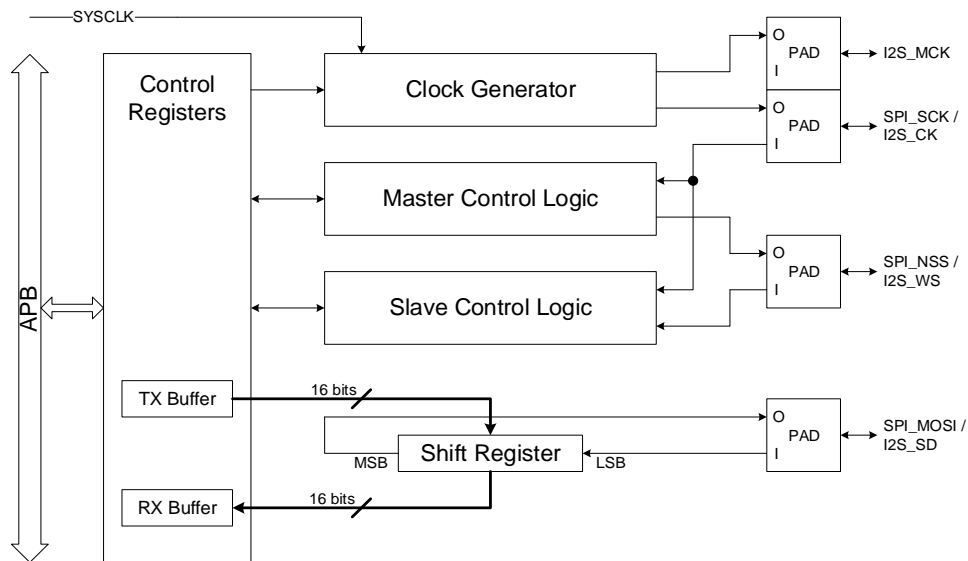 SYSCLK
APB
Control
Registers
Clock Generator
Master Control Logic
Slave Control Logic
TX Buffer
16 bits
Shift Register
MSB
LSB
RX Buffer
16 bits
O
PAD
I
I2S_MCK
O
PAD
I
SPI_SCK /
I2S_CK
O
PAD
I
SPI_NSS /
I2S_WS
O
PAD
I
SPI_MOSI /
I2S_SD